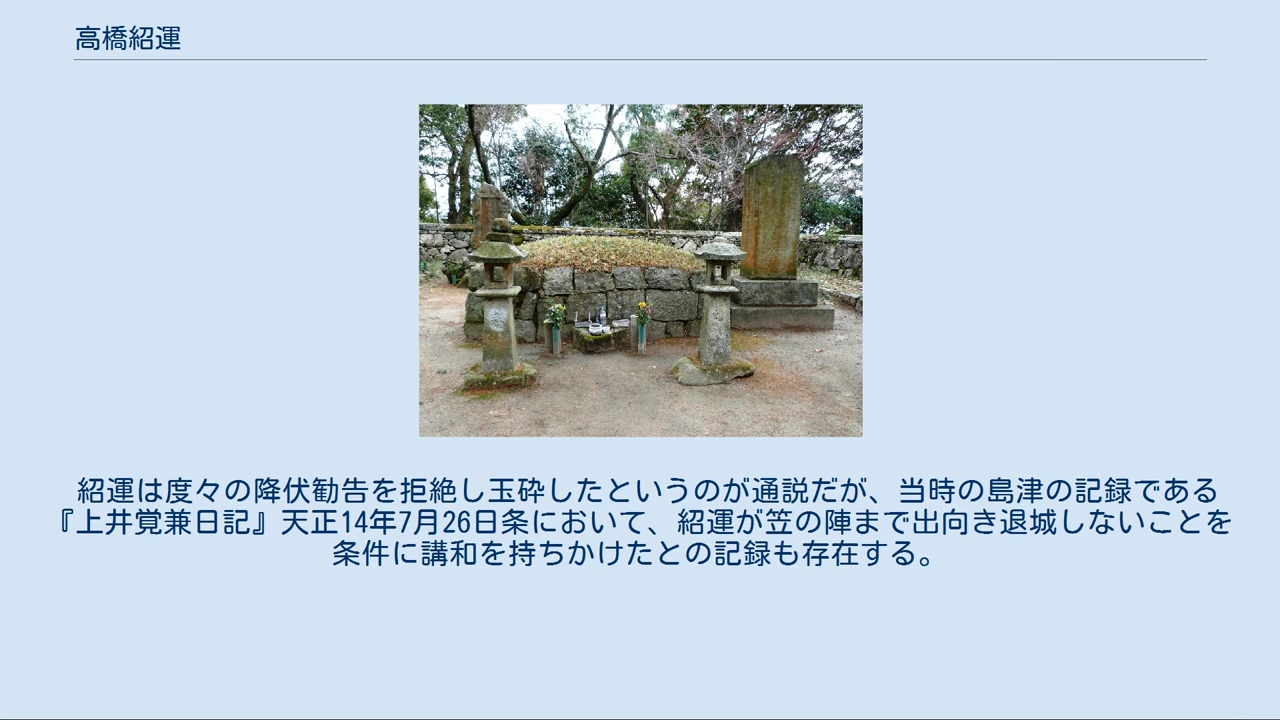 高橋紹運
紹運は度々の降伏勧告を拒絶し玉砕したというのが通説だが、当時の島津の記録である
『上井覚兼日記』天正14年7月26日条において、紹運が笠の陣まで出向き退城しないことを
条件に講和を持ちかけたとの記録も存在する。